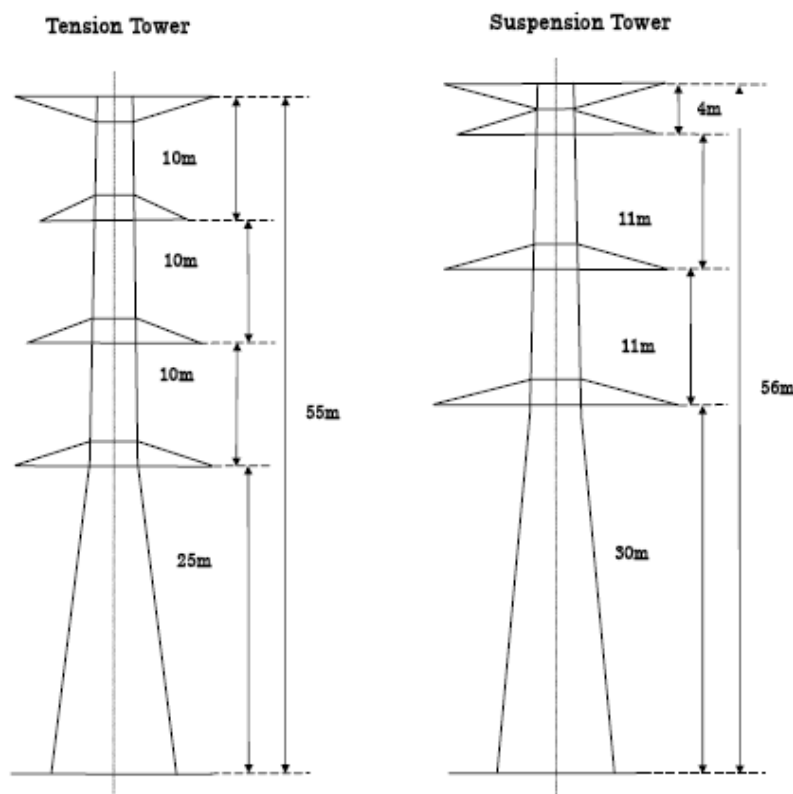 Tension Tower
10m
10m
10m
55m
25m
Suspension Tower
4m
11m
11m
56m
30m